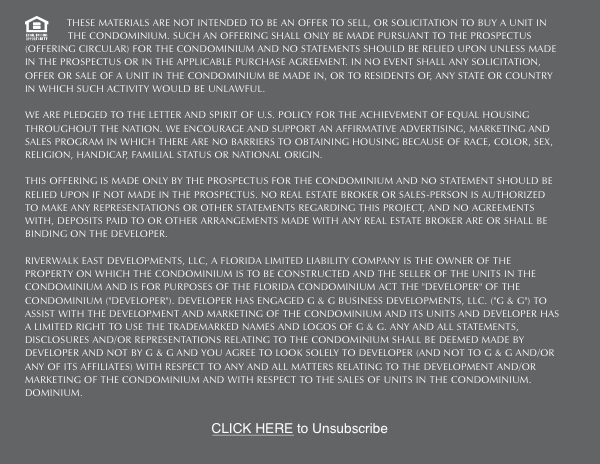 THESE MATERIALS ARE NOT INTENDED TO BE AN OFFER TO SELL, OR SOLICITATION TO BUY A UNIT IN
THE CONDOMINIUM. SUCH AN OFFERING SHALL ONLY BE MADE PURSUANT TO THE PROSPECTUS
(OFFERING CIRCULAR) FOR THE CONDOMINIUM AND NO STATEMENTS SHOULD BE RELIED UPON UNLESS MADE
IN THE PROSPECTUS OR IN THE APPLICABLE PURCHASE AGREEMENT. IN NO EVENT SHALL ANY SOLICITATION,
OFFER OR SALE OF A UNIT IN THE CONDOMINIUM BE MADE IN, OR TO RESIDENTS OF, ANY STATE OR COUNTRY
IN WHICH SUCH ACTIVITY WOULD BE UNLAWFUL.
WE ARE PLEDGED TO THE LETTER AND SPIRIT OF U.S. POLICY FOR THE ACHIEVEMENT OF EQUAL HOUSING
THROUGHOUT THE NATION. WE ENCOURAGE AND SUPPORT AN AFFIRMATIVE ADVERTISING, MARKETING AND
SALES PROGRAM IN WHICH THERE ARE NO BARRIERS TO OBTAINING HOUSING BECAUSE OF RACE, COLOR, SEX,
RELIGION, HANDICAP, FAMILIAL STATUS OR NATIONAL ORIGIN.
THIS OFFERING IS MADE ONLY BY THE PROSPECTUS FOR THE CONDOMINIUM AND NO STATEMENT SHOULD BE
RELIED UPON IF NOT MADE IN THE PROSPECTUS. NO REAL ESTATE BROKER OR SALES-PERSON IS AUTHORIZED
TO MAKE ANY REPRESENTATIONS OR OTHER STATEMENTS REGARDING THIS PROJECT, AND NO AGREEMENTS
WITH, DEPOSITS PAID TO OR OTHER ARRANGEMENTS MADE WITH ANY REAL ESTATE BROKER ARE OR SHALL BE
BINDING ON THE DEVELOPER.
RIVERWALK EAST DEVELOPMENTS, LLC, A FLORIDA LIMITED LIABILITY COMPANY IS THE OWNER OF THE
PROPERTY ON WHICH THE CONDOMINIUM IS TO BE CONSTRUCTED AND THE SELLER OF THE UNITS IN THE
CONDOMINIUM AND IS FOR PURPOSES OF THE FLORIDA CONDOMINIUM ACT THE "DEVELOPER" OF THE
CONDOMINIUM ("DEVELOPER"). DEVELOPER HAS ENGAGED G & G BUSINESS DEVELOPMENTS, LLC. ("G & G") TO
ASSIST WITH THE DEVELOPMENT AND MARKETING OF THE CONDOMINIUM AND ITS UNITS AND DEVELOPER HAS
A LIMITED RIGHT TO USE THE TRADEMARKED NAMES AND LOGOS OF G & G. ANY AND ALL STATEMENTS,
DISCLOSURES AND/OR REPRESENTATIONS RELATING TO THE CONDOMINIUM SHALL BE DEEMED MADE BY
DEVELOPER AND NOT BY G & G AND YOU AGREE TO LOOK SOLELY TO DEVELOPER (AND NOT TO G & G AND/OR
ANY OF ITS AFFILIATES) WITH RESPECT TO ANY AND ALL MATTERS RELATING TO THE DEVELOPMENT AND/OR
MARKETING OF THE CONDOMINIUM AND WITH RESPECT TO THE SALES OF UNITS IN THE CONDOMINIUM.
DOMINIUM.
CLICK HERE to Unsubscribe